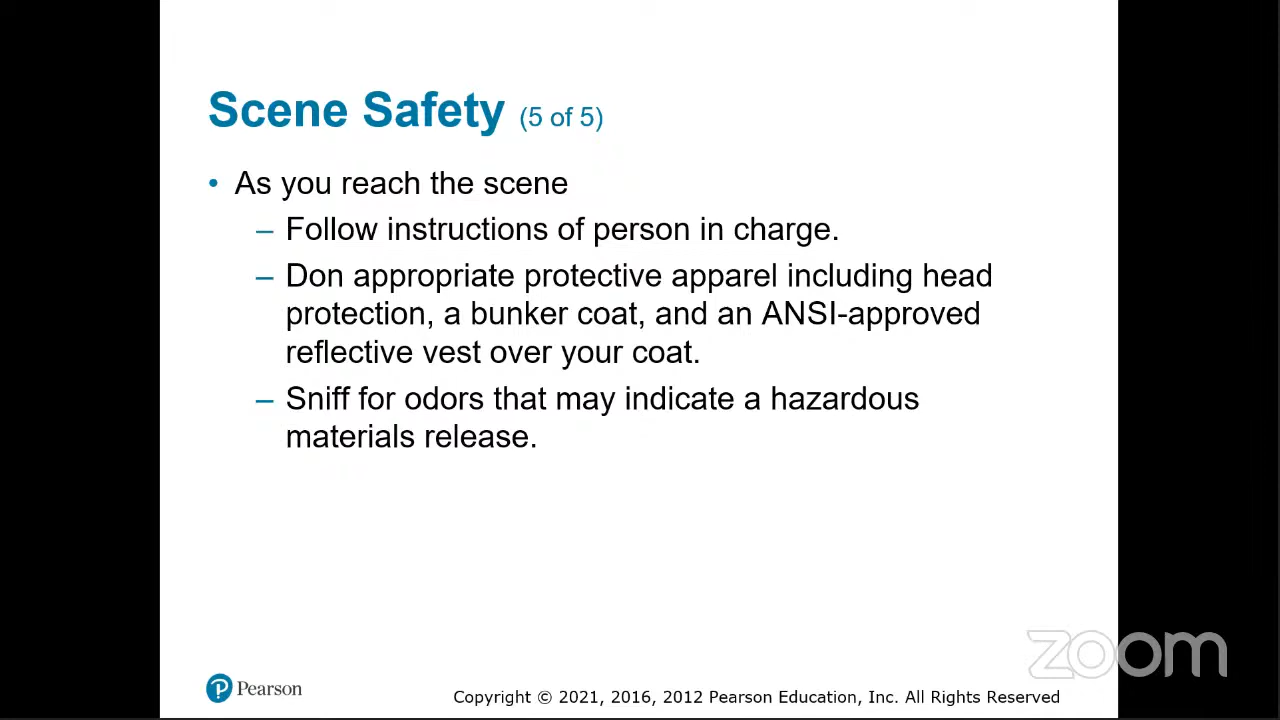 Scene Safety (5 of 5)
• As you reach the scene
– Follow instructions of person in charge.
– Don appropriate protective apparel including head
protection, a bunker coat, and an ANSI-approved
reflective vest over your coat.
– Sniff for odors that may indicate a hazardous
materials release.
zoom
P Pearson
Copyright © 2021, 2016, 2012 Pearson Education, Inc. All Rights Reserved